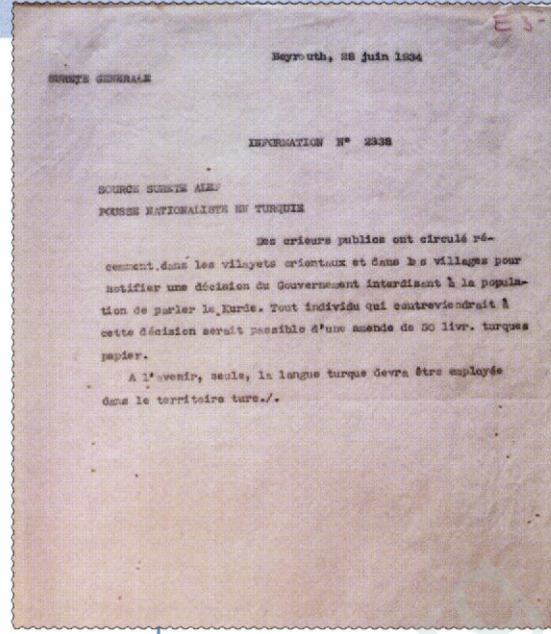 E 5-
Beyrouth, 28 juin 1934
SURETE GENERALE
INFORMATION N° 2338
SOURCE SURETE ALEP
POUSSE NATIONALISTE EN TURQUIE
Des crieurs publics ont circulé ré-
cemment dans les vilayets orientaux et dans les villages pour
notifier une décision du Gouvernement interdisant à la popula-
tion de parler le Kurde. Tout individu qui contreviendrait à
cette décision serait passible d'une amende de 50 livr. turques
papier.
A l'avenir, seule, la langue turque devra être employée
dans le territoire turc./.